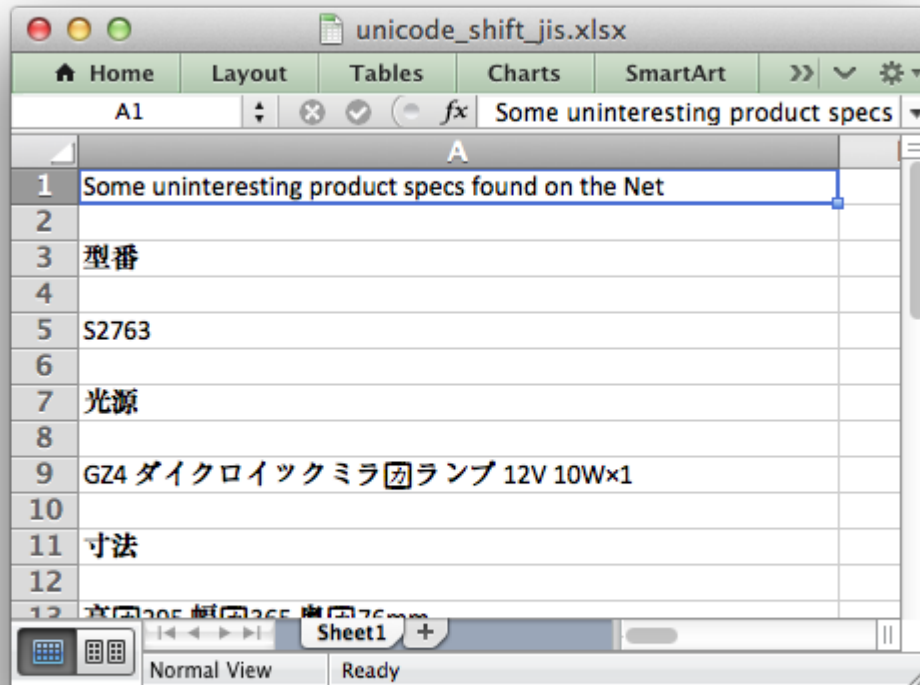 unicode_shift_jis.xlsx
Home Layout Tables Charts SmartArt
A1 fx Some uninteresting product specs
A
1 Some uninteresting product specs found on the Net
2
3 型番
4
5 S2763
6
7 光源
8
9 GZ4 ダイクロイックミラカランプ 12V 10W×1
10
11 寸法
12
13
Sheet1 +
Normal View Ready